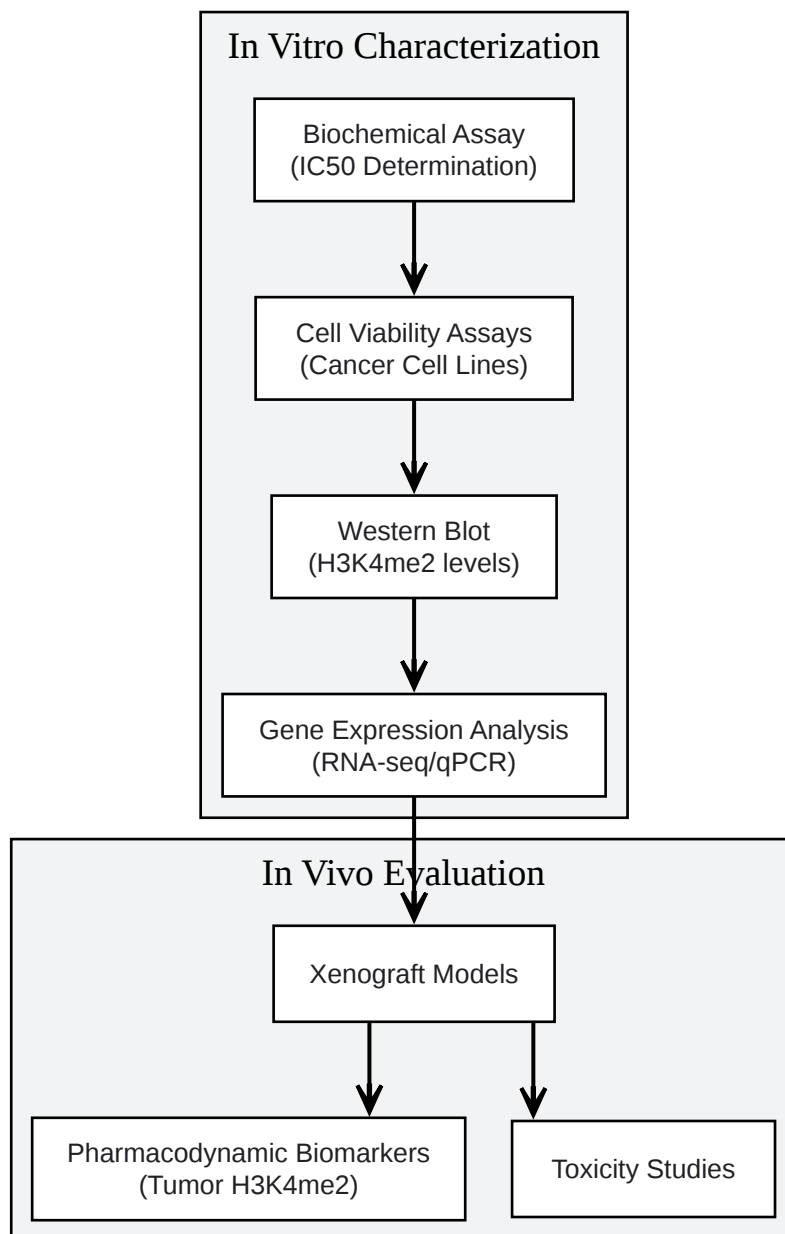 In Vitro Characterization
Biochemical Assay
(IC50 Determination)
Cell Viability Assays
(Cancer Cell Lines)
Western Blot
(H3K4me2 levels)
Gene Expression Analysis
(RNA-seq/qPCR)
In Vivo Evaluation
Xenograft Models
Pharmacodynamic Biomarkers
(Tumor H3K4me2)
Toxicity Studies